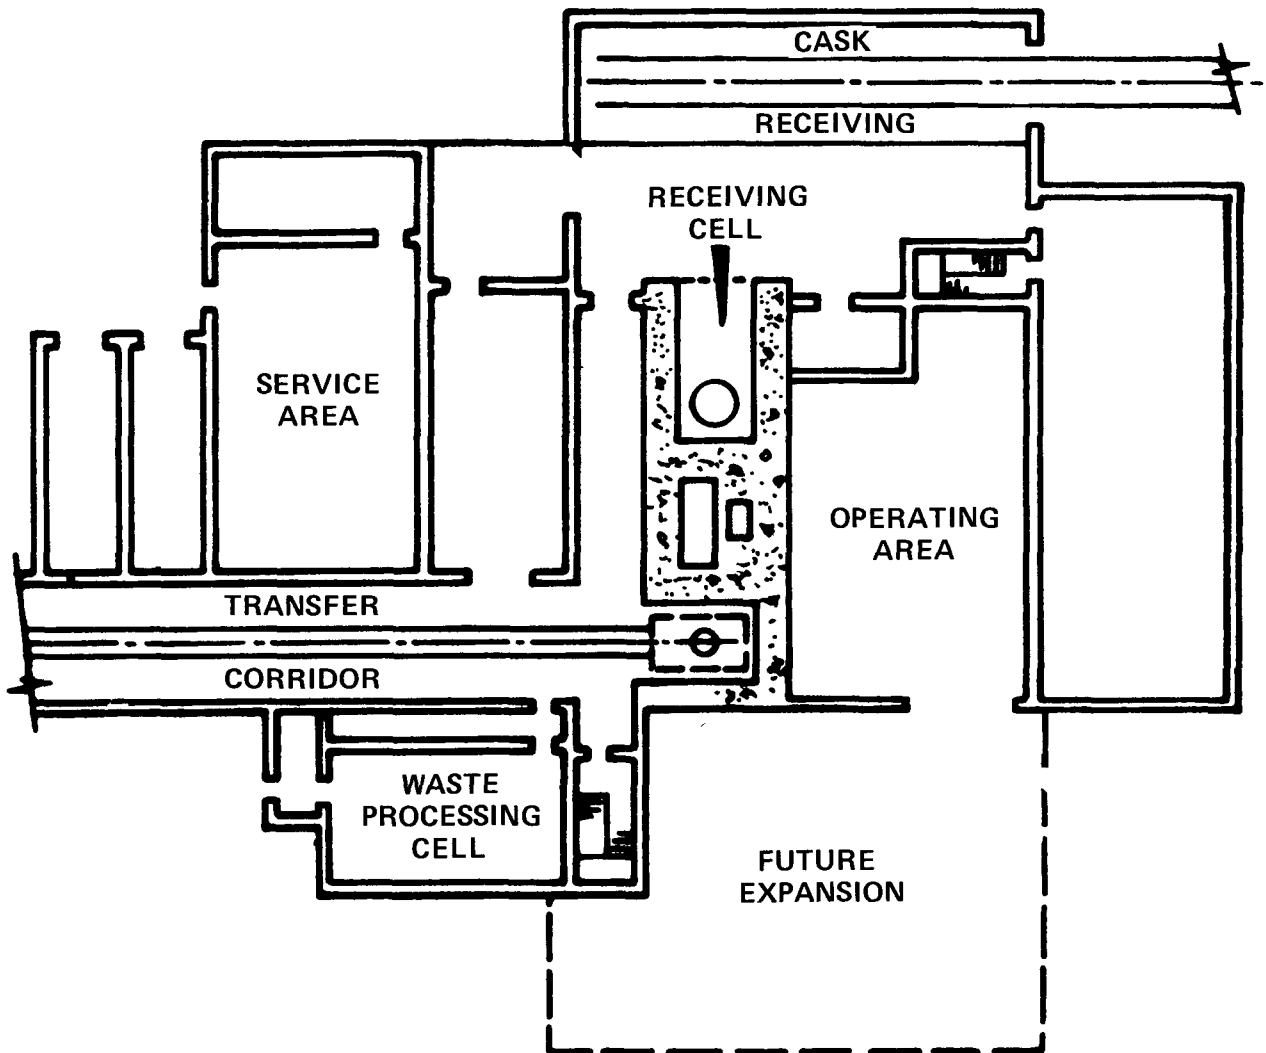 CASK
RECEIVING
RECEIVING
CELL
SERVICE
AREA
OPERATING
AREA
TRANSFER
CORRIDOR
WASTE
PROCESSING
CELL
FUTURE
EXPANSION